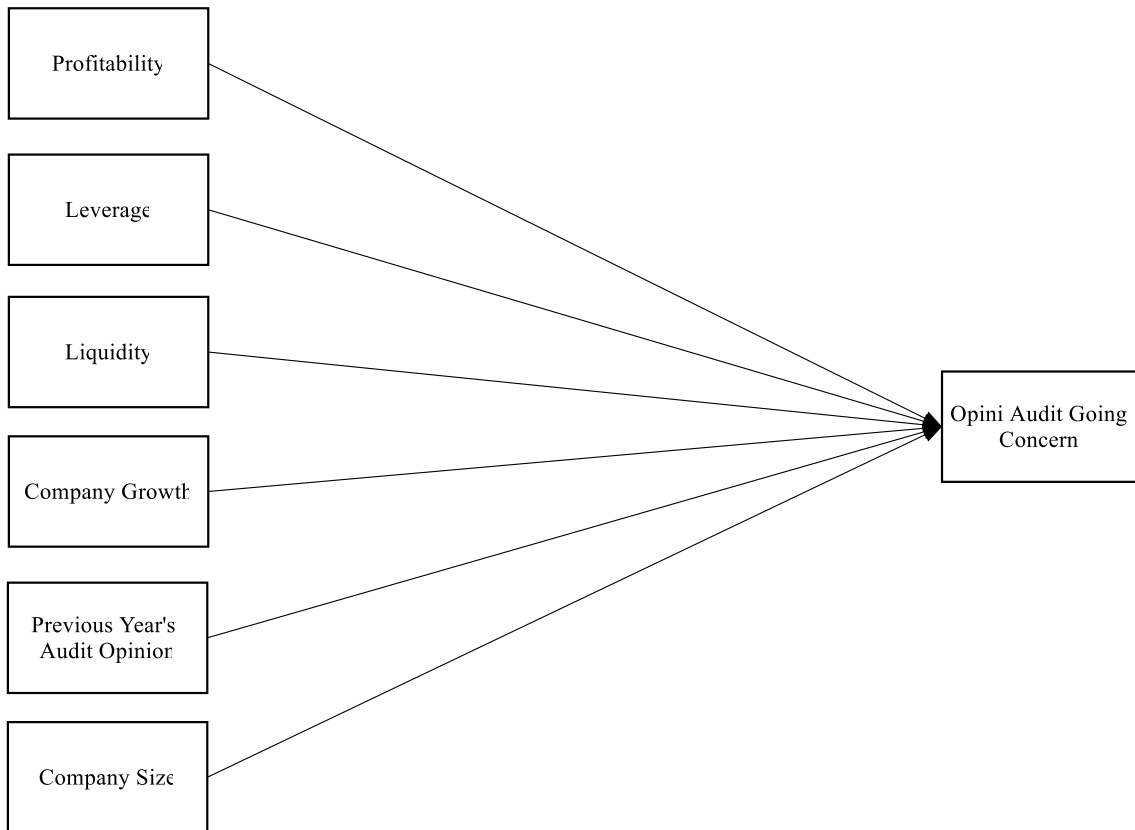 Profitability
Leverage
Liquidity
Company Growth
Previous Year's
Audit Opinion
Company Size
Opini Audit Going
Concern